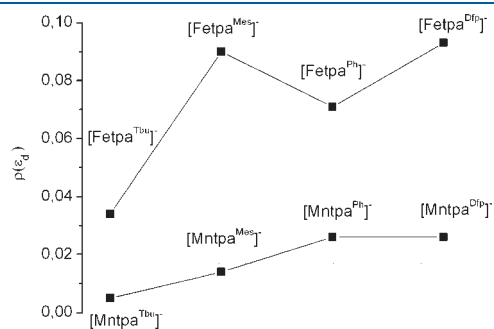 0,10
0,08
0,06
0,04
0,02
0,00
ρ(ε_d)
[Fetpa^Tbu]-
[Fetpa^Mes]-
[Fetpa^Ph]-
[Fetpa^Dfp]-
[Mntpa^Tbu]-
[Mntpa^Mes]-
[Mntpa^Ph]-
[Mntpa^Dfp]-